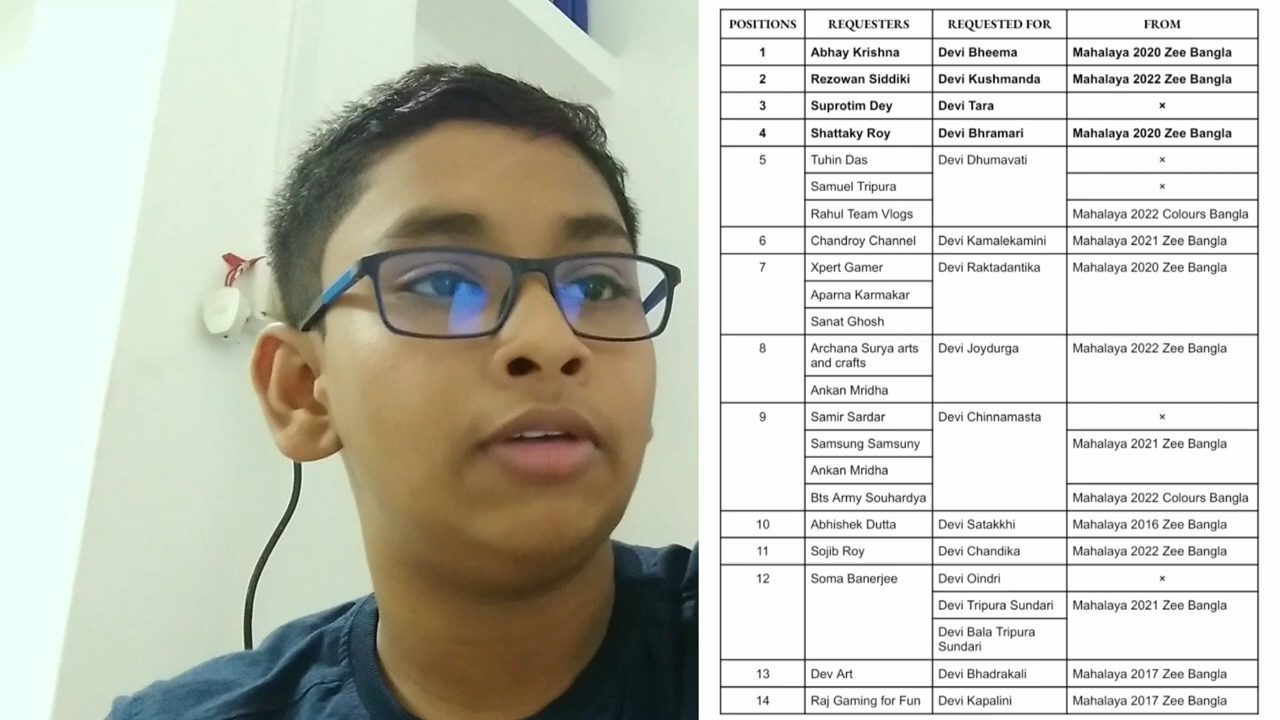 POSITIONS REQUESTERS REQUESTED FOR FROM
1 Abhay Krishna Devi Bheema Mahalaya 2020 Zee Bangla
2 Rezowan Siddiki Devi Kushmanda Mahalaya 2022 Zee Bangla
3 Suprotim Dey Devi Tara ×
4 Shattaky Roy Devi Bhramari Mahalaya 2020 Zee Bangla
5 Tuhin Das Devi Dhumavati ×
Samuel Tripura ×
Rahul Team Vlogs Mahalaya 2022 Colours Bangla
6 Chandroy Channel Devi Kamalekamini Mahalaya 2021 Zee Bangla
7 Xpert Gamer Devi Raktadantika Mahalaya 2020 Zee Bangla
Aparna Karmakar
Sanat Ghosh
8 Archana Surya arts Devi Joydurga Mahalaya 2022 Zee Bangla
and crafts
Ankan Mridha
9 Samir Sardar Devi Chinnamasta ×
Samsung Samsuny Mahalaya 2021 Zee Bangla
Ankan Mridha
Bts Army Souhardya Mahalaya 2022 Colours Bangla
10 Abhishek Dutta Devi Satakkhi Mahalaya 2016 Zee Bangla
11 Sojib Roy Devi Chandika Mahalaya 2022 Zee Bangla
12 Soma Banerjee Devi Oindri ×
Devi Tripura Sundari Mahalaya 2021 Zee Bangla
Devi Bala Tripura
Sundari
13 Dev Art Devi Bhadrakali Mahalaya 2017 Zee Bangla
14 Raj Gaming for Fun Devi Kapalini Mahalaya 2017 Zee Bangla